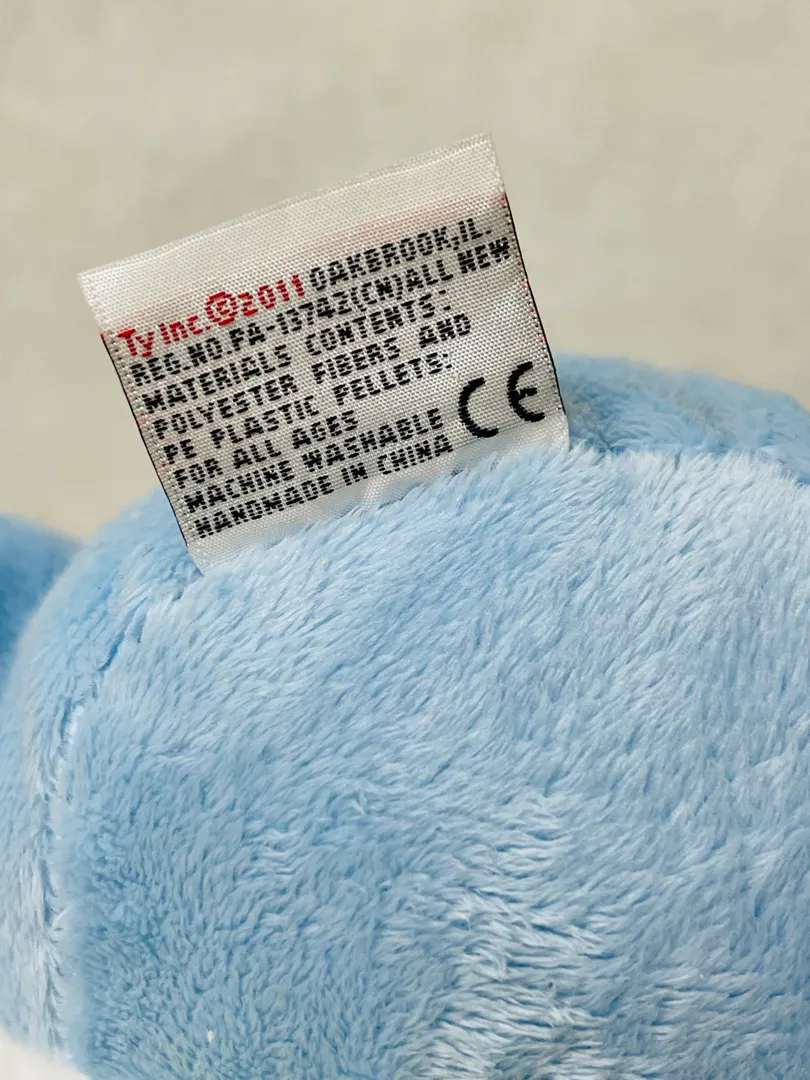 Ty Inc.©2011 OAKBROOK,IL.
REG.NO.PA-13742(CN)ALL NEW
MATERIALS CONTENTS:
POLYESTER FIBERS AND
PE PLASTIC PELLETS:
FOR ALL AGES
MACHINE WASHABLE
HANDMADE IN CHINA
CE